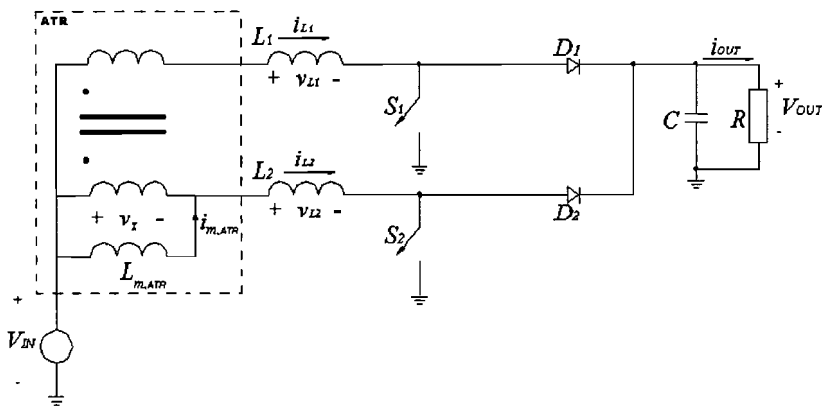 ATR
L1 iL1
D1
iOUT
+ vL1 -
S1
C
R
+
VOUT
-
L2 iL2
+ vx -
im,ATR
+ vL2 -
S2
D2
Lm,ATR
+
VIN
-